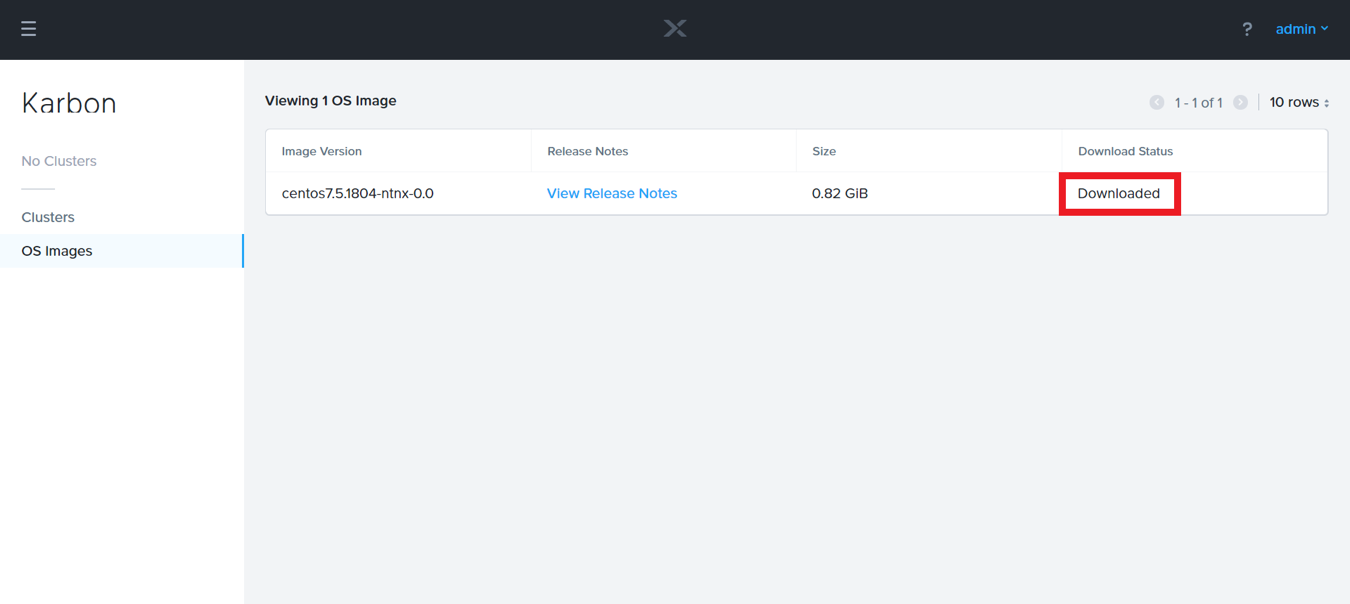 ? admin
Karbon
No Clusters
Clusters
OS Images
Viewing 1 OS Image
1 - 1 of 1 10 rows
Image Version Release Notes Size Download Status
centos7.5.1804-ntnx-0.0 View Release Notes 0.82 GiB Downloaded